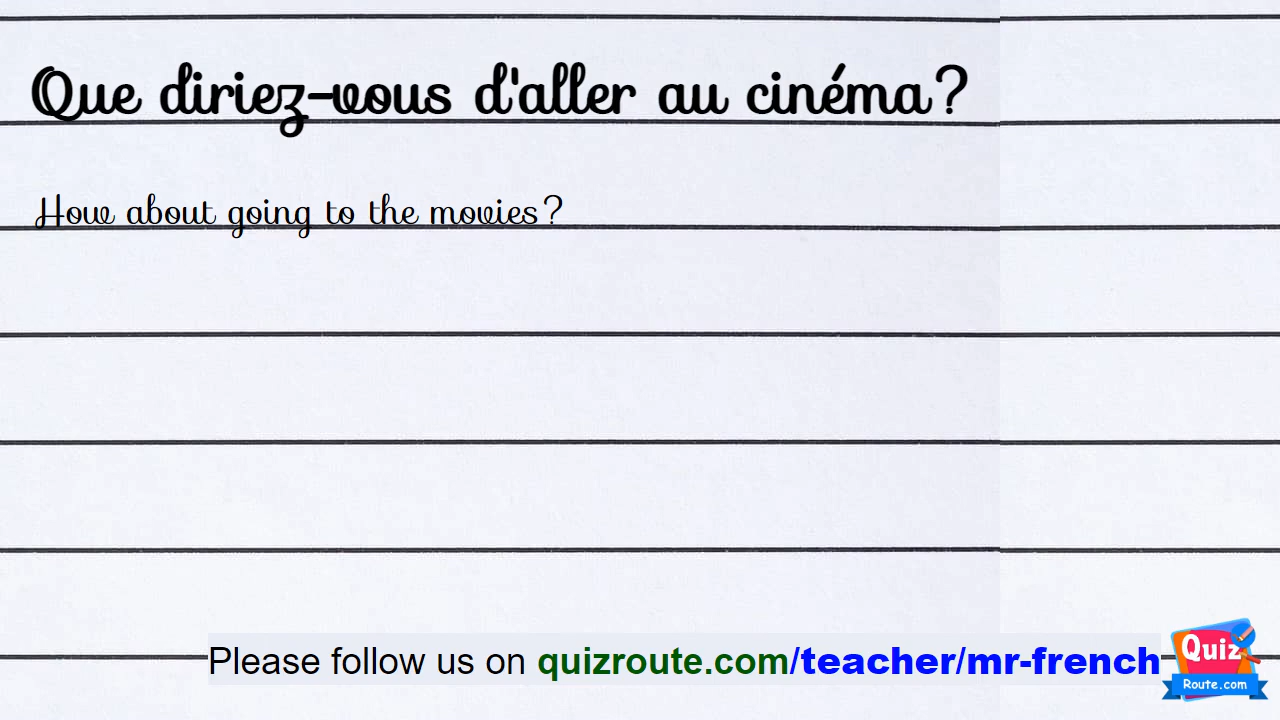 Que diriez-vous d'aller au cinéma?
How about going to the movies?
Please follow us on quizroute.com/teacher/mr-french
Quiz
Route.com